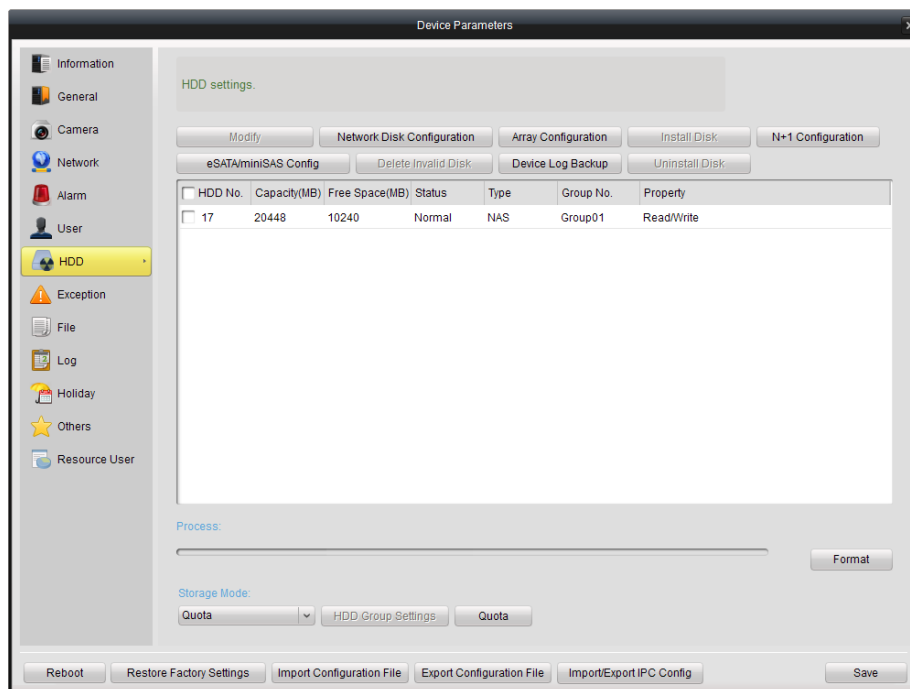 Device Parameters
Information
General
Camera
Network
Alarm
User
HDD
Exception
File
Log
Holiday
Others
Resource User
HDD settings.
Modify Network Disk Configuration Array Configuration Install Disk N+1 Configuration
eSATA/miniSAS Config Delete Invalid Disk Device Log Backup Uninstall Disk
HDD No. Capacity(MB) Free Space(MB) Status Type Group No. Property
17 20448 10240 Normal NAS Group01 Read/Write
Process:
Format
Storage Mode:
Quota HDD Group Settings Quota
Reboot Restore Factory Settings Import Configuration File Export Configuration File Import/Export IPC Config Save